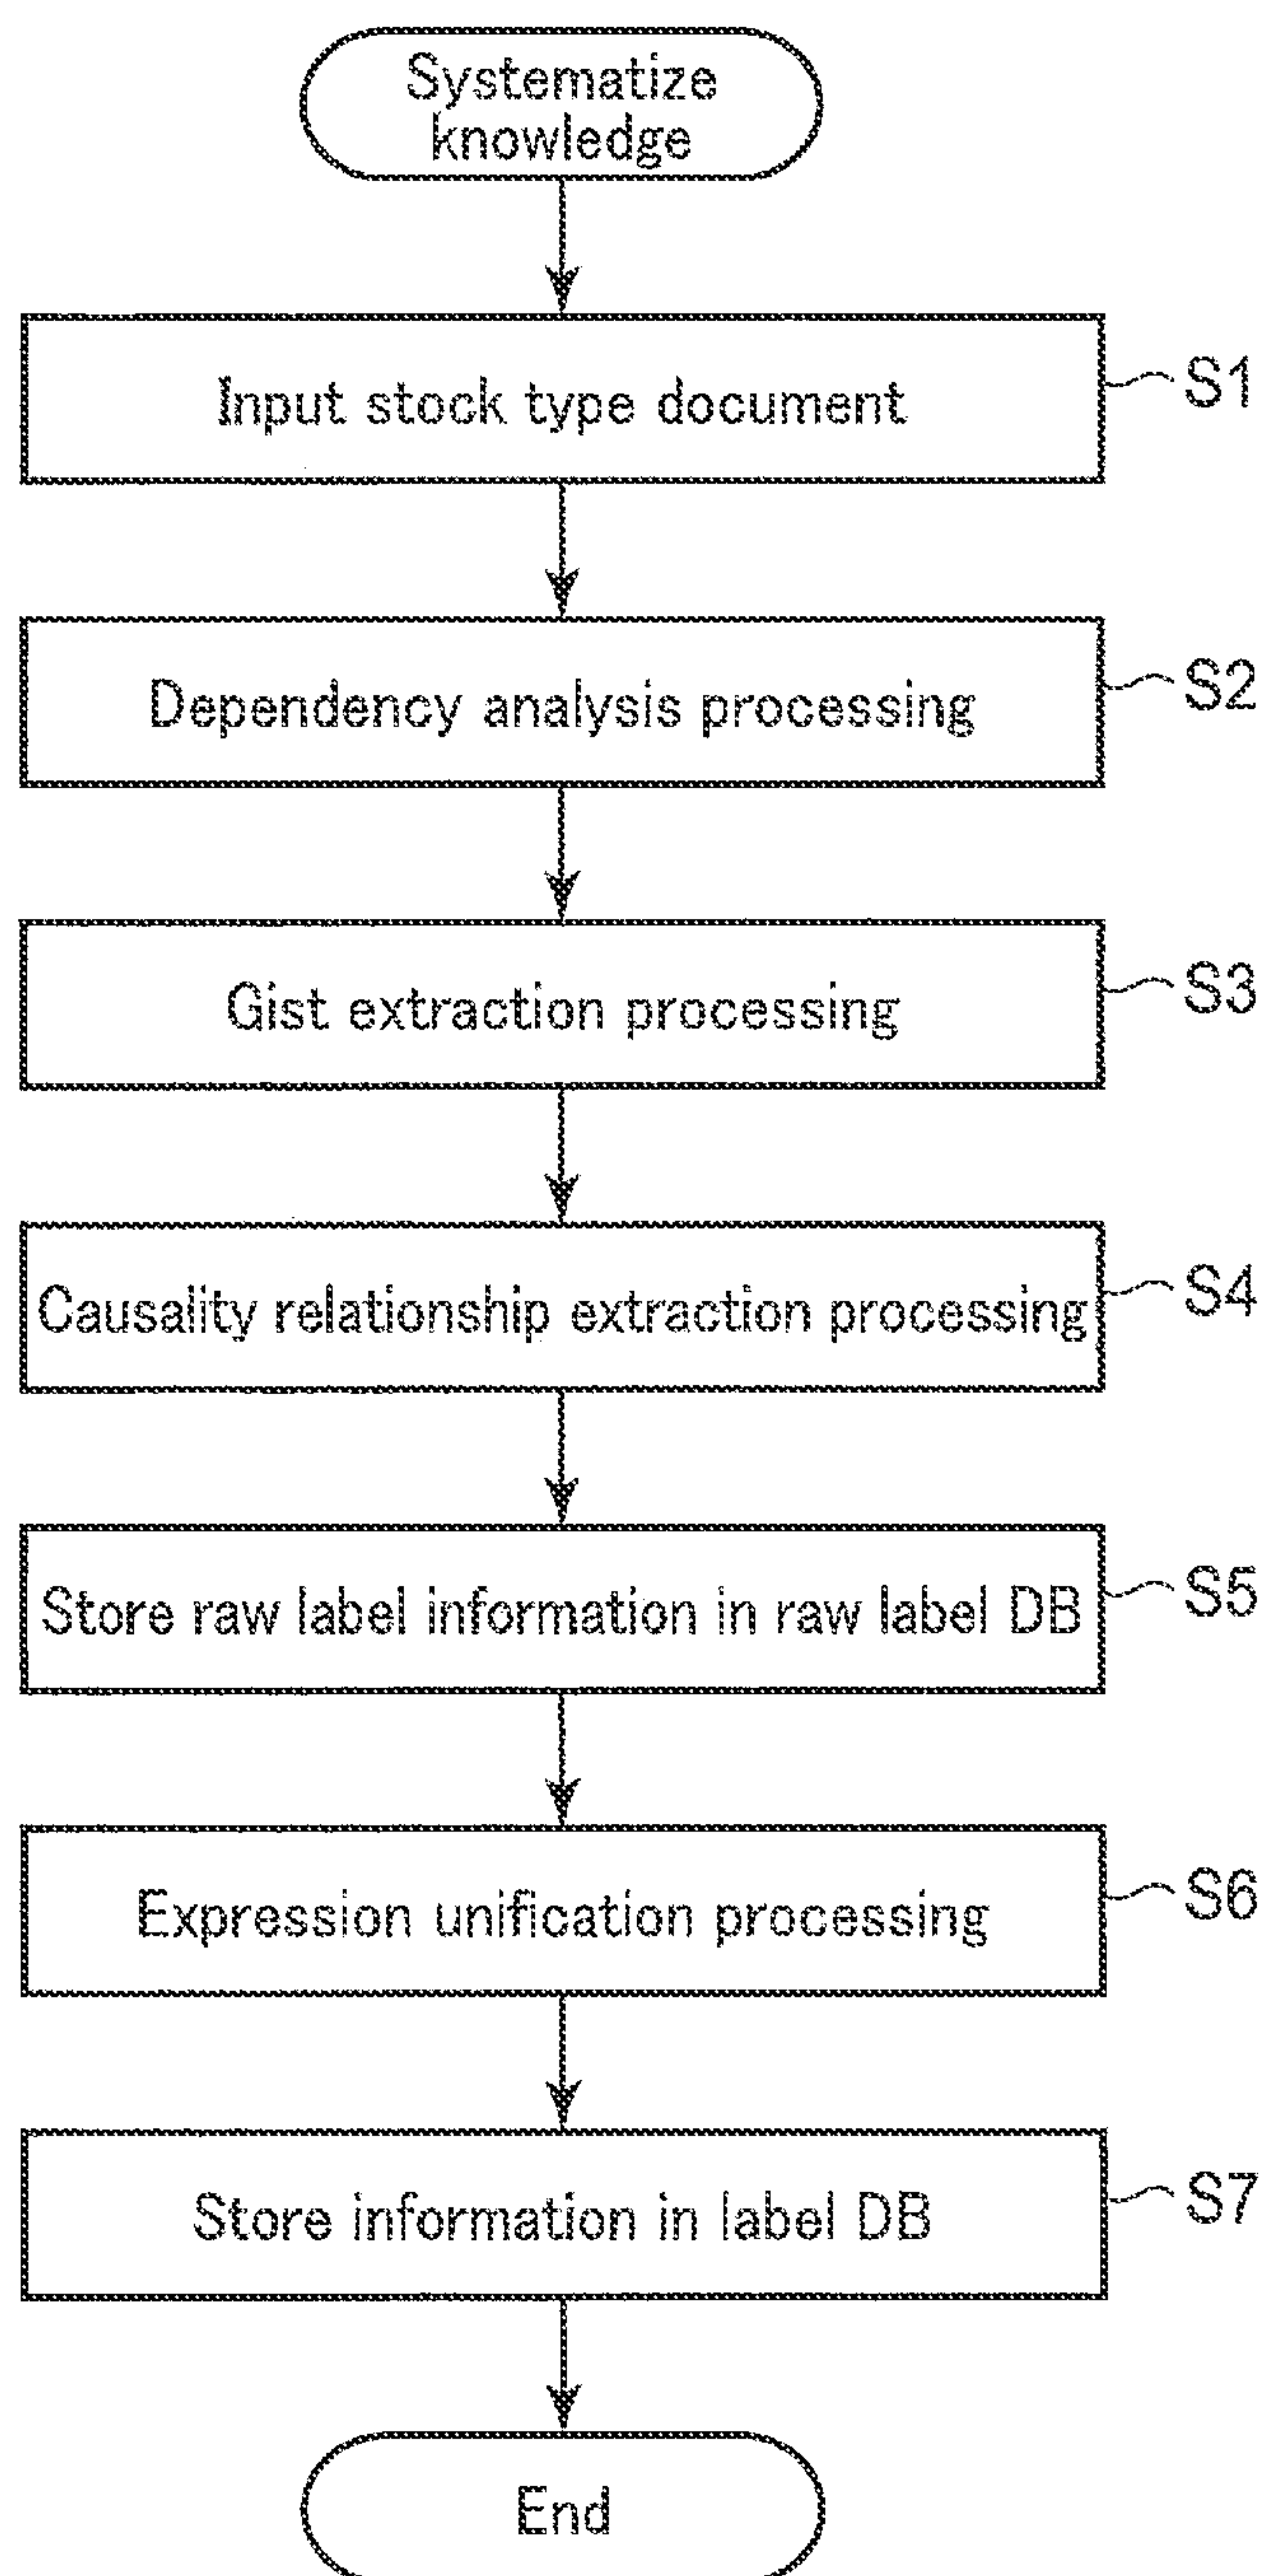 Systematize
knowledge
Input stock type document
S1
Dependency analysis processing
S2
Gist extraction processing
S3
Causality relationship extraction processing
S4
Store raw label information in raw label DB
S5
Expression unification processing
S6
Store information in label DB
S7
End